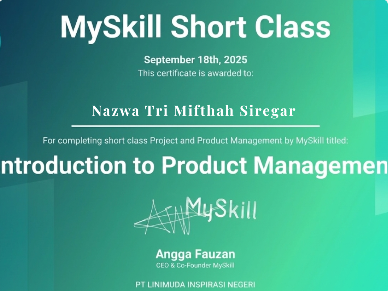 MySkill Short Class
September 18th, 2025
This certificate is awarded to:
Nazwa Tri Mifthah Siregar
For completing short class Project and Product Management by MySkill titled:
ntroduction to Product Managemen
MySkill
Angga Fauzan
CEO & Co-Founder MySkill
PT LINIMUDA INSPIRASI NEGERI